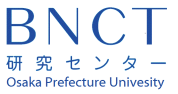 BNCT
研究センター
Osaka Prefecture Univesity